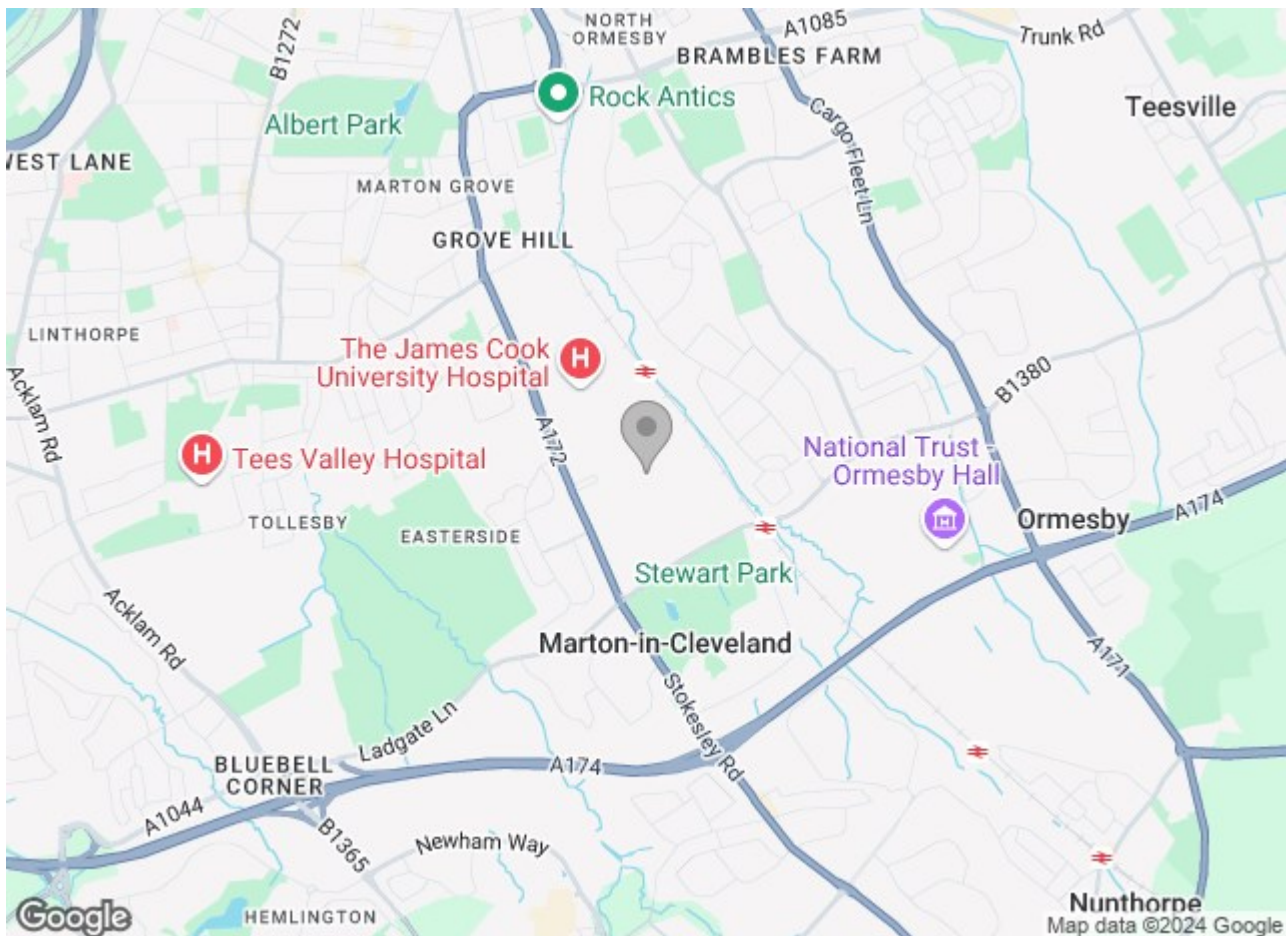 NORTH
ORMESBY
A1085
Trunk Rd
B1272
BRAMBLES FARM
Rock Antics
Teesville
Albert Park
WEST LANE
Cargo Fleet Ln
MARTON GROVE
GROVE HILL
LINTHORPE
The James Cook
University Hospital
H
B1380
Acklam Rd
A172
H
Tees Valley Hospital
National Trust -
Ormesby Hall
A174
TOLLESBY
EASTERSIDE
Ormesby
Stewart Park
Acklam Rd
Marton-in-Cleveland
A171
Stokesley Rd
Ladgate Ln
BLUEBELL
CORNER
A174
A1044
B1365
Newham Way
HEMLINGTON
Nunthorpe
Google
Map data ©2024 Google